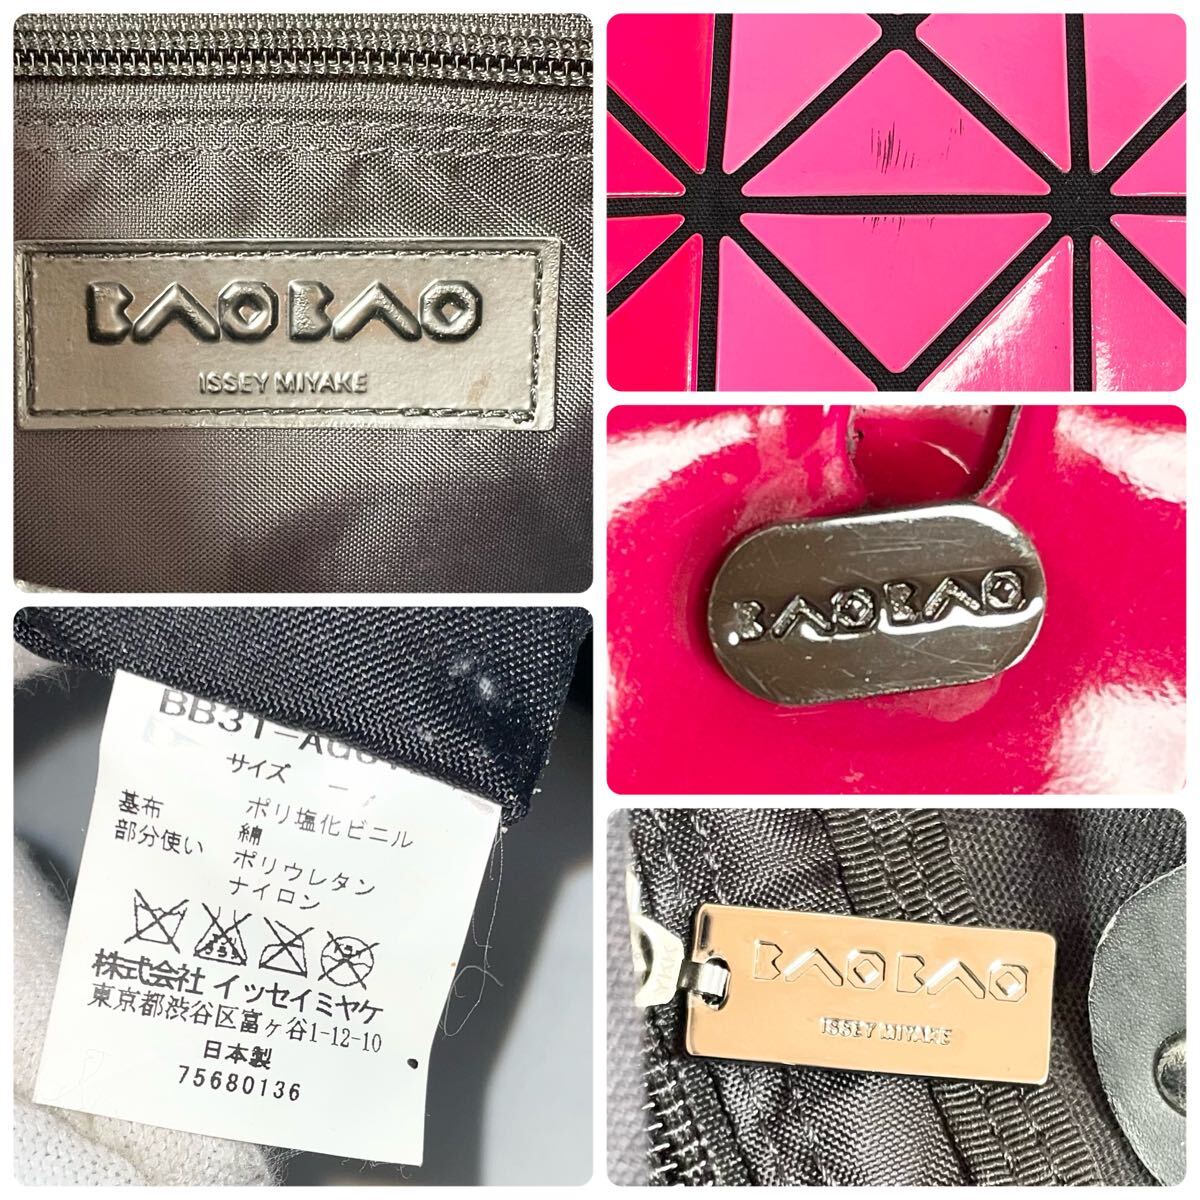 BAOBAO
ISSEY MIYAKE
BAOBAO
サイズ
基布 ポリ塩化ビニル
綿
部分使い ポリウレタン
ナイロン
株式会社 イッセイミヤケ
東京都渋谷区富ヶ谷1-12-10
日本製
75680136
YKK
BAOBAO
ISSEY MIYAKE